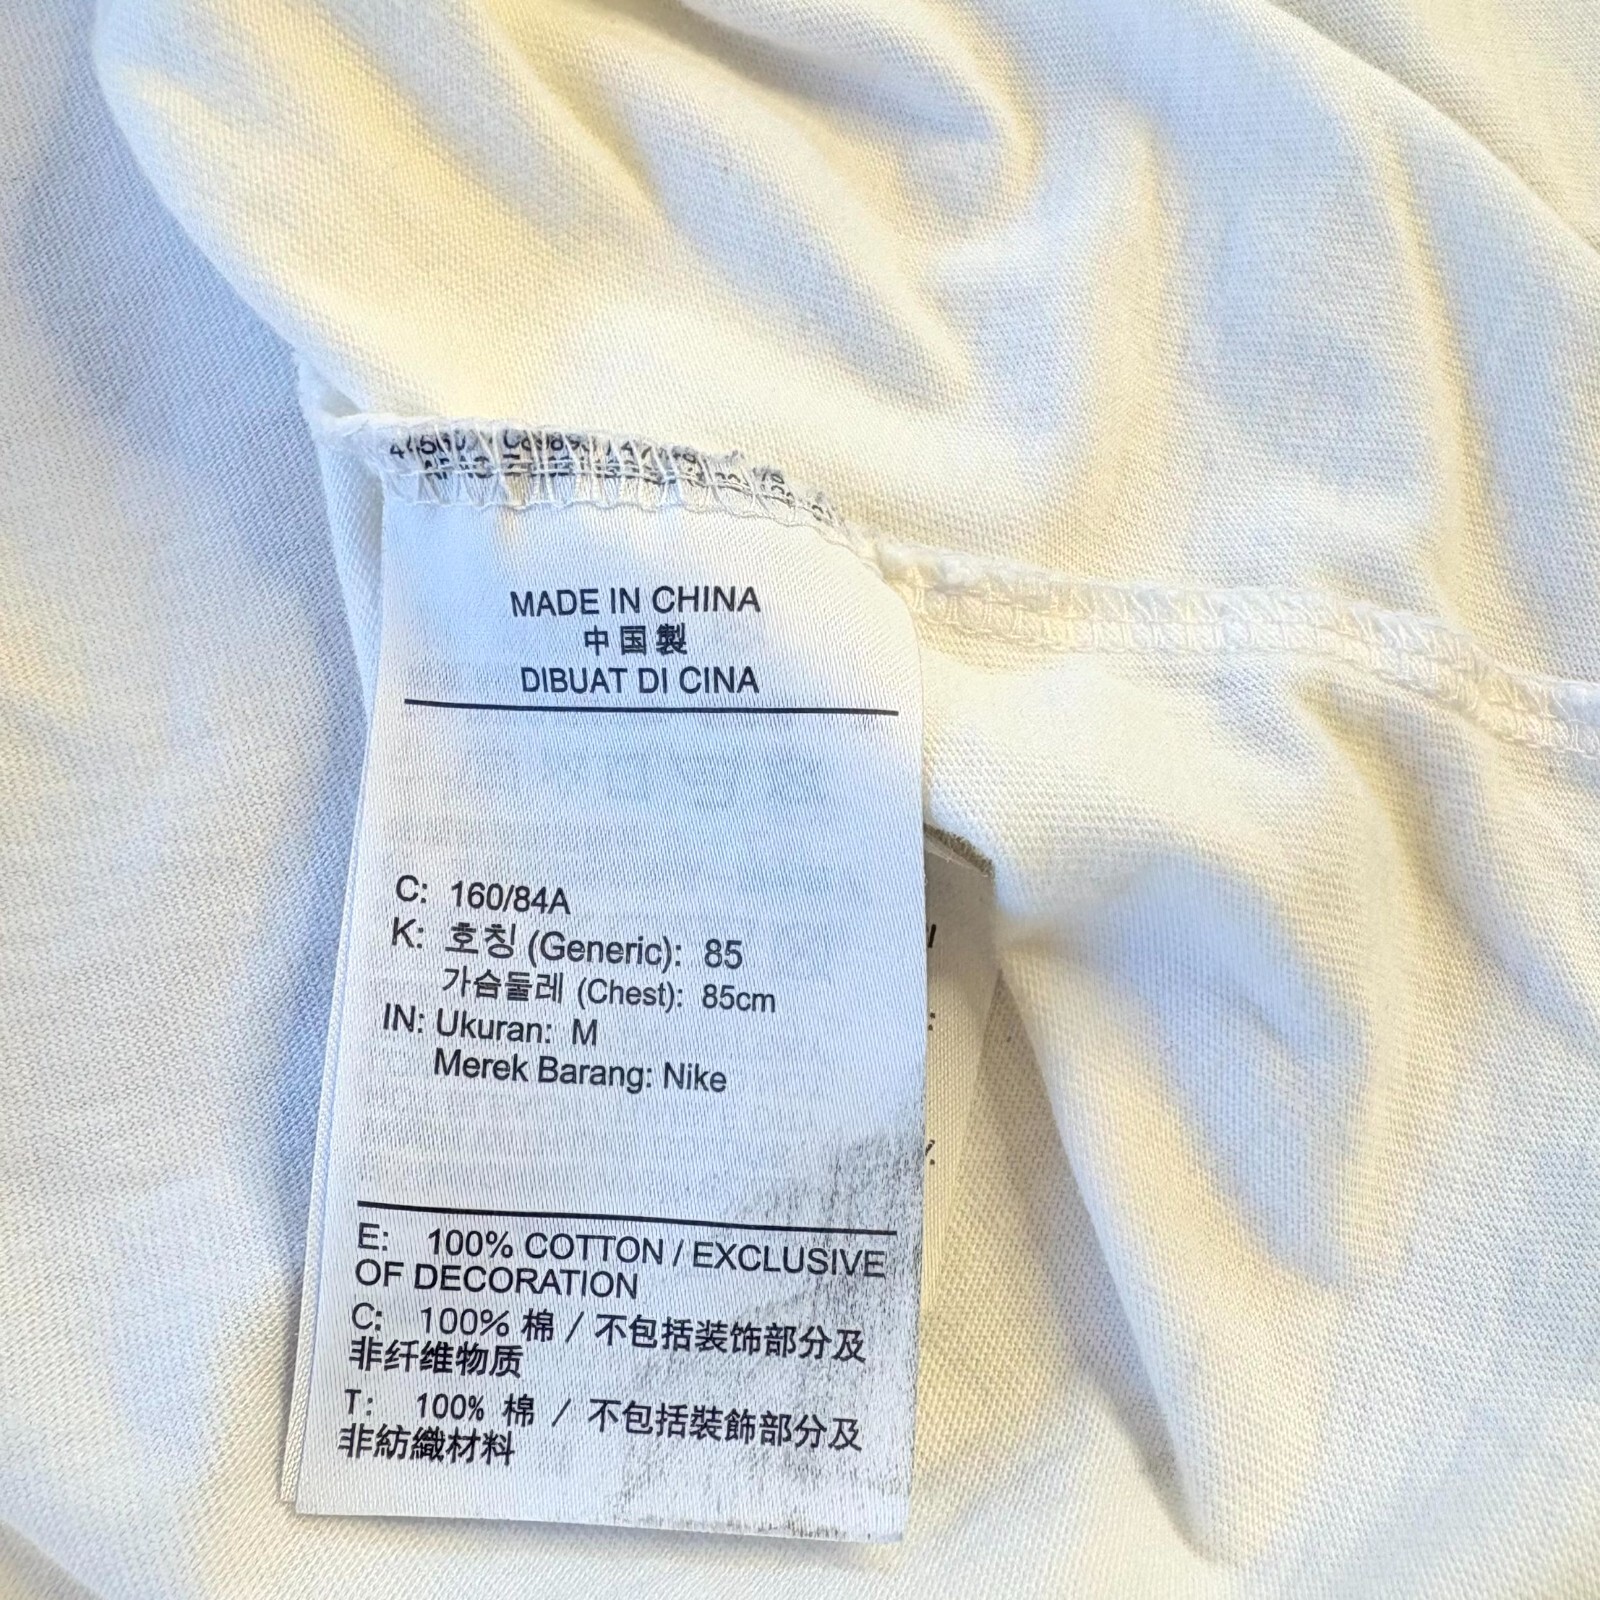 MADE IN CHINA
中国製
DIBUAT DI CINA
C: 160/84A
K: 호칭 (Generic): 85
가슴둘레 (Chest): 85cm
IN: Ukuran: M
Merek Barang: Nike
E: 100% COTTON / EXCLUSIVE
OF DECORATION
C: 100% 棉 / 不包括装饰部分及
非纤维物质
T: 100% 棉 / 不包括裝飾部分及
非紡織材料